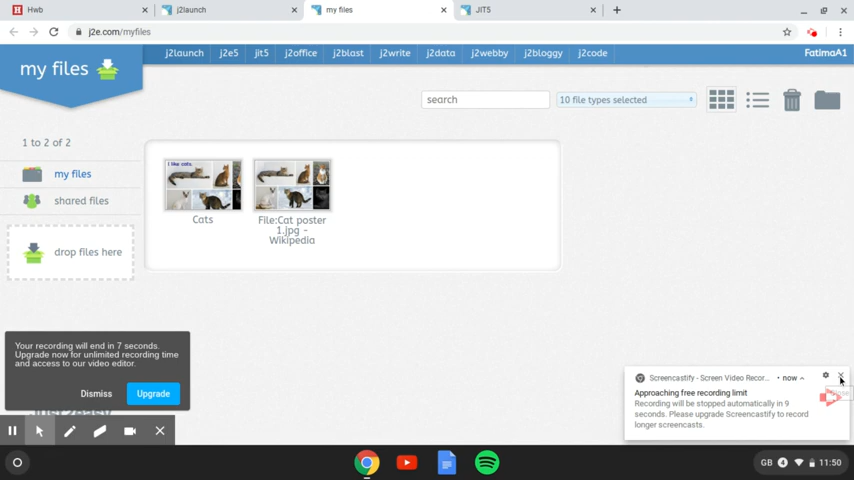 Hwb
j2launch
my files
JIT5
j2e.com/myfiles
my files
j2launch j2e5 jit5 j2office j2blast j2write j2data j2webby j2bloggy j2code
FatimaA1
search
10 file types selected
1 to 2 of 2
my files
shared files
drop files here
I like cats.
Cats
File:Cat poster
1.jpg -
Wikipedia
Your recording will end in 7 seconds.
Upgrade now for unlimited recording time
and access to our video editor.
Dismiss Upgrade
just2easy
Screencastify - Screen Video Recor... • now
Approaching free recording limit
Recording will be stopped automatically in 9
seconds. Please upgrade Screencastify to record
longer screencasts.
GB 4 11:50